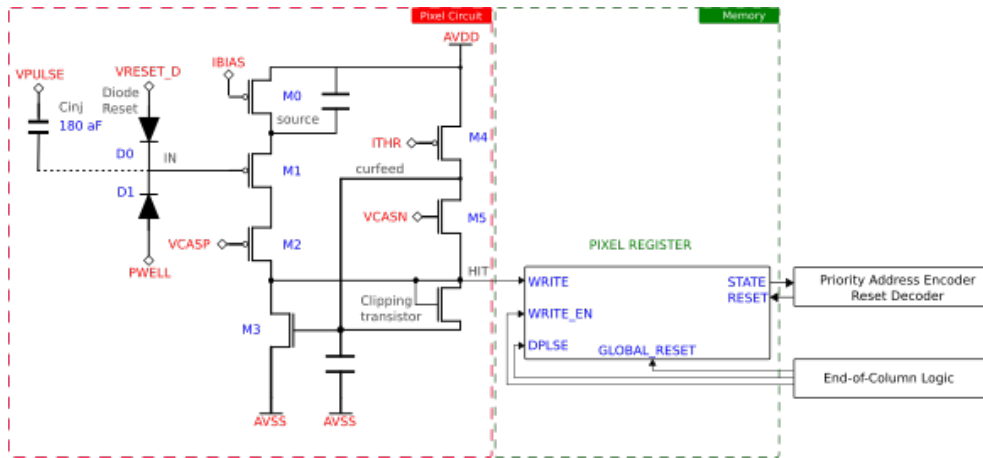 Pixel Circuit
Memory
AVDD
IBIAS
VPULSE
VRESET_D
Diode
Reset
Cinj
180 aF
M0
source
ITHR
M4
D0
IN
M1
curfeed
D1
VCASN
M5
VCASP
M2
PWELL
HIT
PIXEL REGISTER
WRITE
STATE
RESET
Priority Address Encoder
Reset Decoder
Clipping
transistor
WRITE_EN
M3
DPLSE
GLOBAL_RESET
End-of-Column Logic
AVSS
AVSS